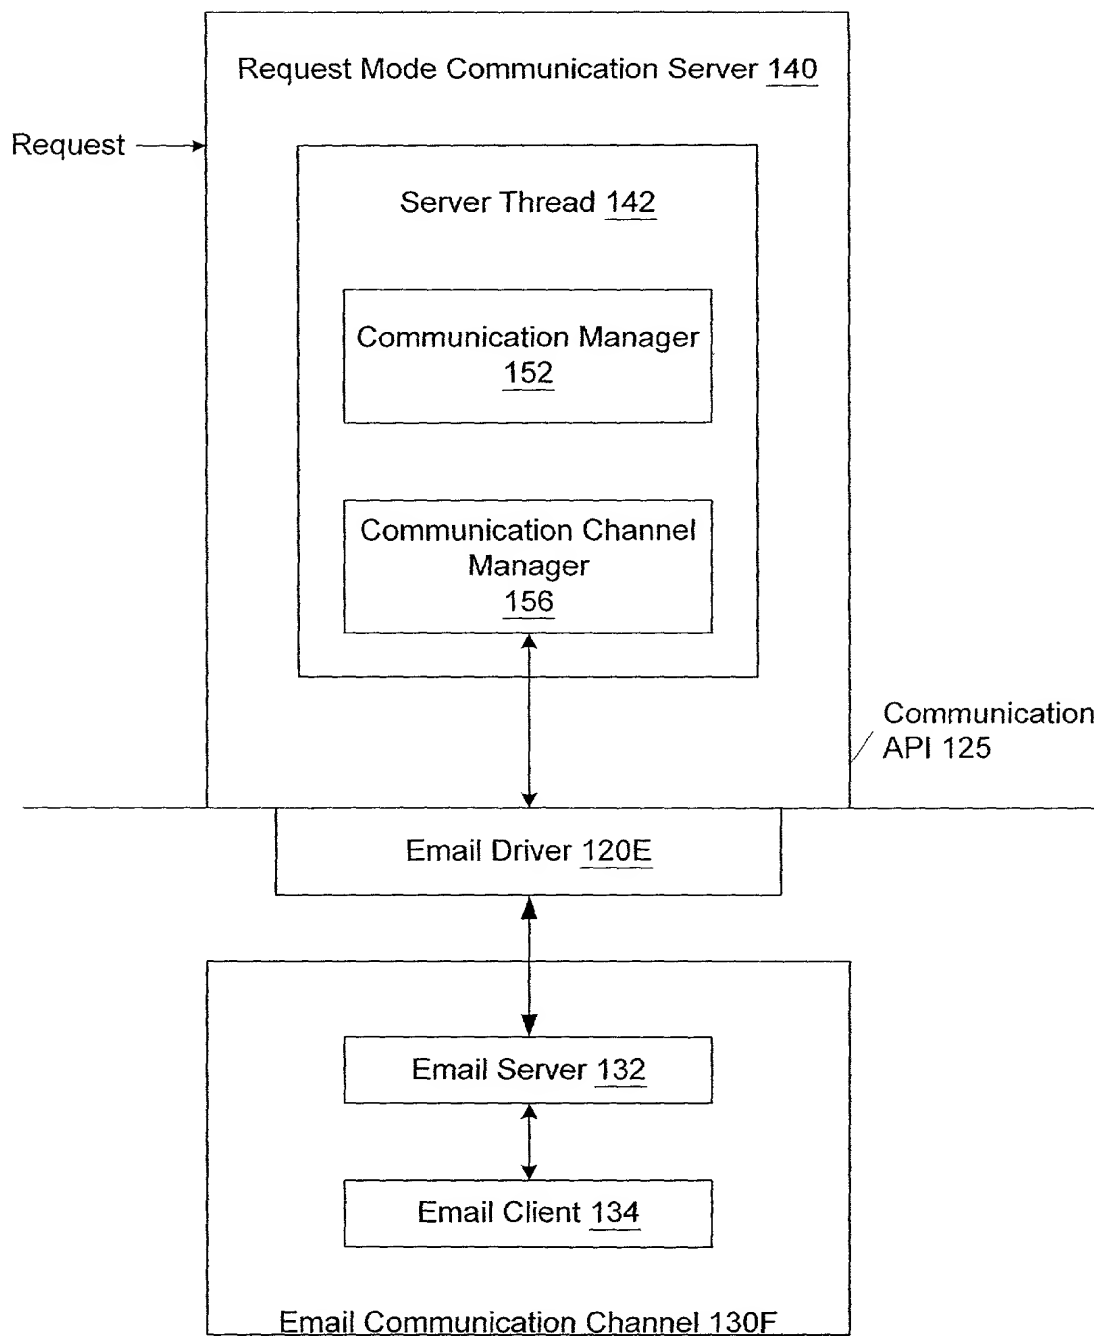 Request Mode Communication Server 140
Request
Server Thread 142
Communication Manager
152
Communication Channel
Manager
156
Communication
API 125
Email Driver 120E
Email Server 132
Email Client 134
Email Communication Channel 130F